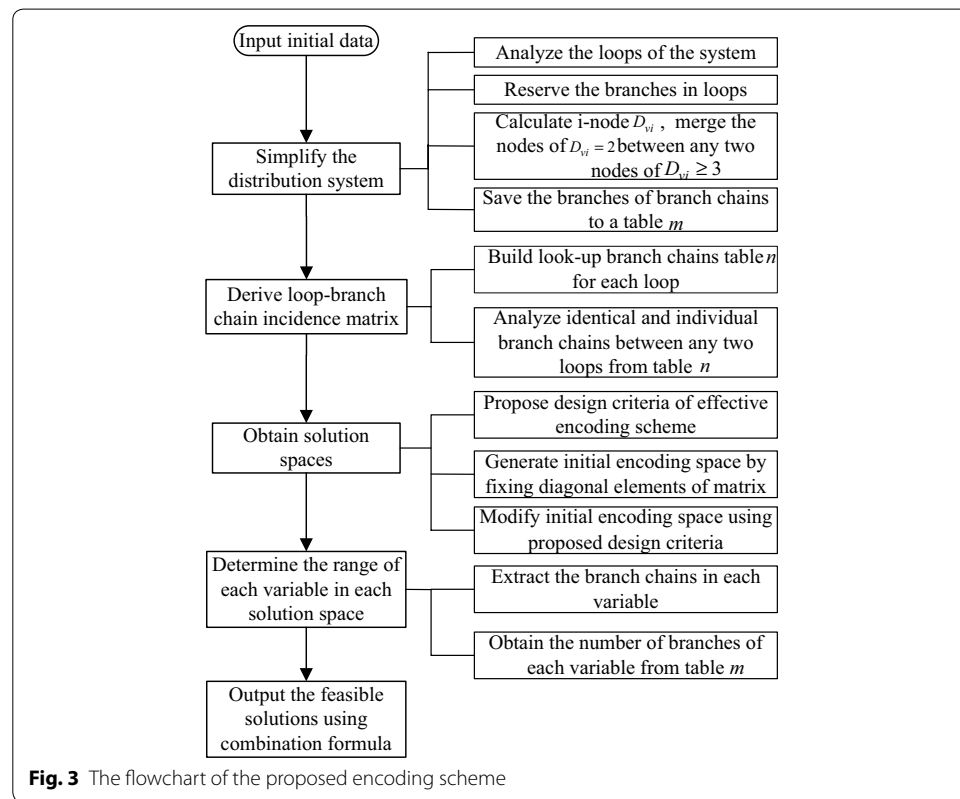 Input initial data
Simplify the
distribution system
Analyze the loops of the system
Reserve the branches in loops
Calculate i-node D_vi , merge the
nodes of D_vi = 2 between any two
nodes of D_vi ≥ 3
Save the branches of branch chains
to a table m
Derive loop-branch
chain incidence matrix
Build look-up branch chains table n
for each loop
Analyze identical and individual
branch chains between any two
loops from table n
Obtain solution
spaces
Propose design criteria of effective
encoding scheme
Generate initial encoding space by
fixing diagonal elements of matrix
Modify initial encoding space using
proposed design criteria
Determine the range of
each variable in each
solution space
Extract the branch chains in each
variable
Obtain the number of branches of
each variable from table m
Output the feasible
solutions using
combination formula
Fig. 3 The flowchart of the proposed encoding scheme